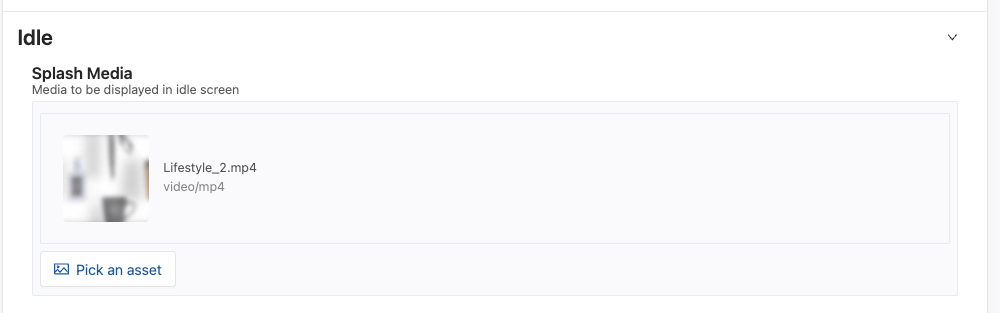 Idle
Splash Media
Media to be displayed in idle screen
Lifestyle_2.mp4
video/mp4
Pick an asset